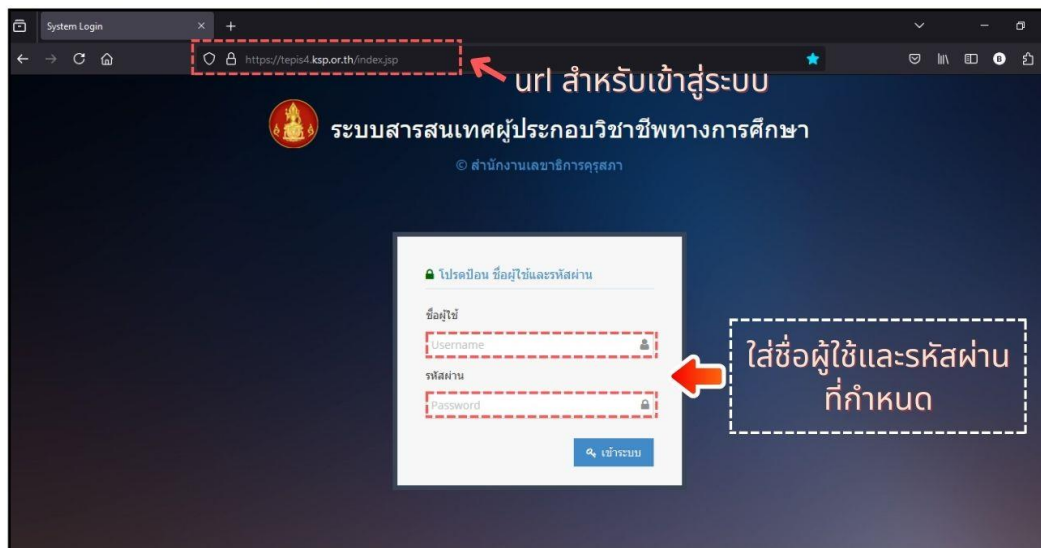 System Login
https://tepis4.ksp.or.th/index.jsp
url สำหรับเข้าสู่ระบบ
ระบบสารสนเทศผู้ประกอบวิชาชีพทางการศึกษา
© สำนักงานเลขาธิการคุรุสภา
โปรดป้อน ชื่อผู้ใช้และรหัสผ่าน
ชื่อผู้ใช้
Username
รหัสผ่าน
Password
เข้าระบบ
ใส่ชื่อผู้ใช้และรหัสผ่าน
ที่กำหนด